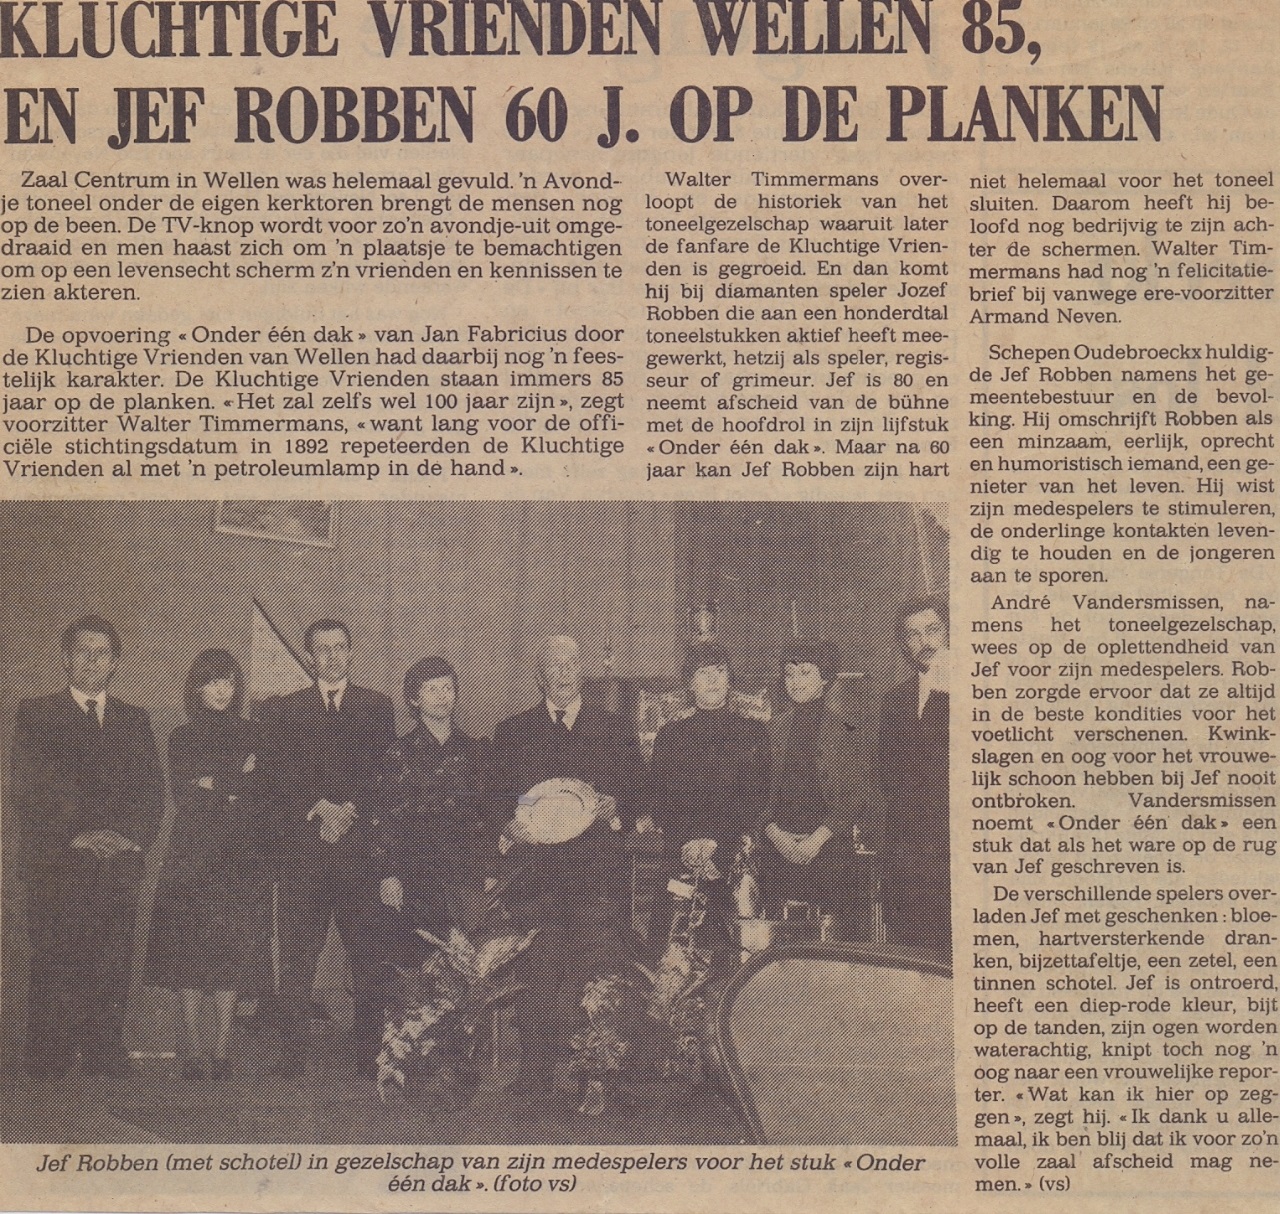 KLUCHTIGE VRIENDEN WELLEN 85,
EN JEF ROBBEN 60 J. OP DE PLANKEN
Zaal Centrum in Wellen was helemaal gevuld. 'n Avond-
je toneel onder de eigen kerktoren brengt de mensen nog
op de been. De TV-knop wordt voor zo'n avondje-uit omge-
draaid en men haast zich om 'n plaatsje te bemachtigen
om op een levensecht scherm z'n vrienden en kennissen te
zien akteren.
De opvoering «Onder één dak» van Jan Fabricius door
de Kluchtige Vrienden van Wellen had daarbij nog 'n fees-
telijk karakter. De Kluchtige Vrienden staan immers 85
jaar op de planken. «Het zal zelfs wel 100 jaar zijn», zegt
voorzitter Walter Timmermans, «want lang voor de offi-
ciële stichtingsdatum in 1892 repeteerden de Kluchtige
Vrienden al met 'n petroleumlamp in de hand».
Walter Timmermans over-
loopt de historiek van het
toneelgezelschap waaruit later
de fanfare de Kluchtige Vrien-
den is gegroeid. En dan komt
hij bij diamanten speler Jozef
Robben die aan een honderdtal
toneelstukken aktief heeft mee-
gewerkt, hetzij als speler, regis-
seur of grimeur. Jef is 80 en
neemt afscheid van de bühne
met de hoofdrol in zijn lijfstuk
«Onder één dak». Maar na 60
jaar kan Jef Robben zijn hart
niet helemaal voor het toneel
sluiten. Daarom heeft hij be-
loofd nog bedrijvig te zijn ach-
ter de schermen. Walter Tim-
mermans had nog 'n felicitatie-
brief bij vanwege ere-voorzitter
Armand Neven.
Schepen Oudebroeckx huldig-
de Jef Robben namens het ge-
meentebestuur en de bevol-
king. Hij omschrijft Robben als
een minzaam, eerlijk, oprecht
en humoristisch iemand, een ge-
nieter van het leven. Hij wist
zijn medespelers te stimuleren,
de onderlinge kontakten leven-
dig te houden en de jongeren
aan te sporen.
André Vandersmissen, na-
mens het toneelgezelschap,
wees op de oplettendheid van
Jef voor zijn medespelers. Rob-
ben zorgde ervoor dat ze altijd
in de beste kondities voor het
voetlicht verschenen. Kwink-
slagen en oog voor het vrouwe-
lijk schoon hebben bij Jef nooit
ontbroken. Vandersmissen
noemt «Onder één dak» een
stuk dat als het ware op de rug
van Jef geschreven is.
De verschillende spelers over-
laden Jef met geschenken : bloe-
men, hartversterkende dran-
ken, bijzettafeltje, een zetel, een
tinnen schotel. Jef is ontroerd,
heeft een diep-rode kleur, bijt
op de tanden, zijn ogen worden
waterachtig, knipt toch nog 'n
oog naar een vrouwelijke repor-
ter. «Wat kan ik hier op zeg-
gen», zegt hij. «Ik dank u alle-
maal, ik ben blij dat ik voor zo'n
volle zaal afscheid mag ne-
men.» (vs)
Jef Robben (met schotel) in gezelschap van zijn medespelers voor het stuk «Onder
één dak». (foto vs)